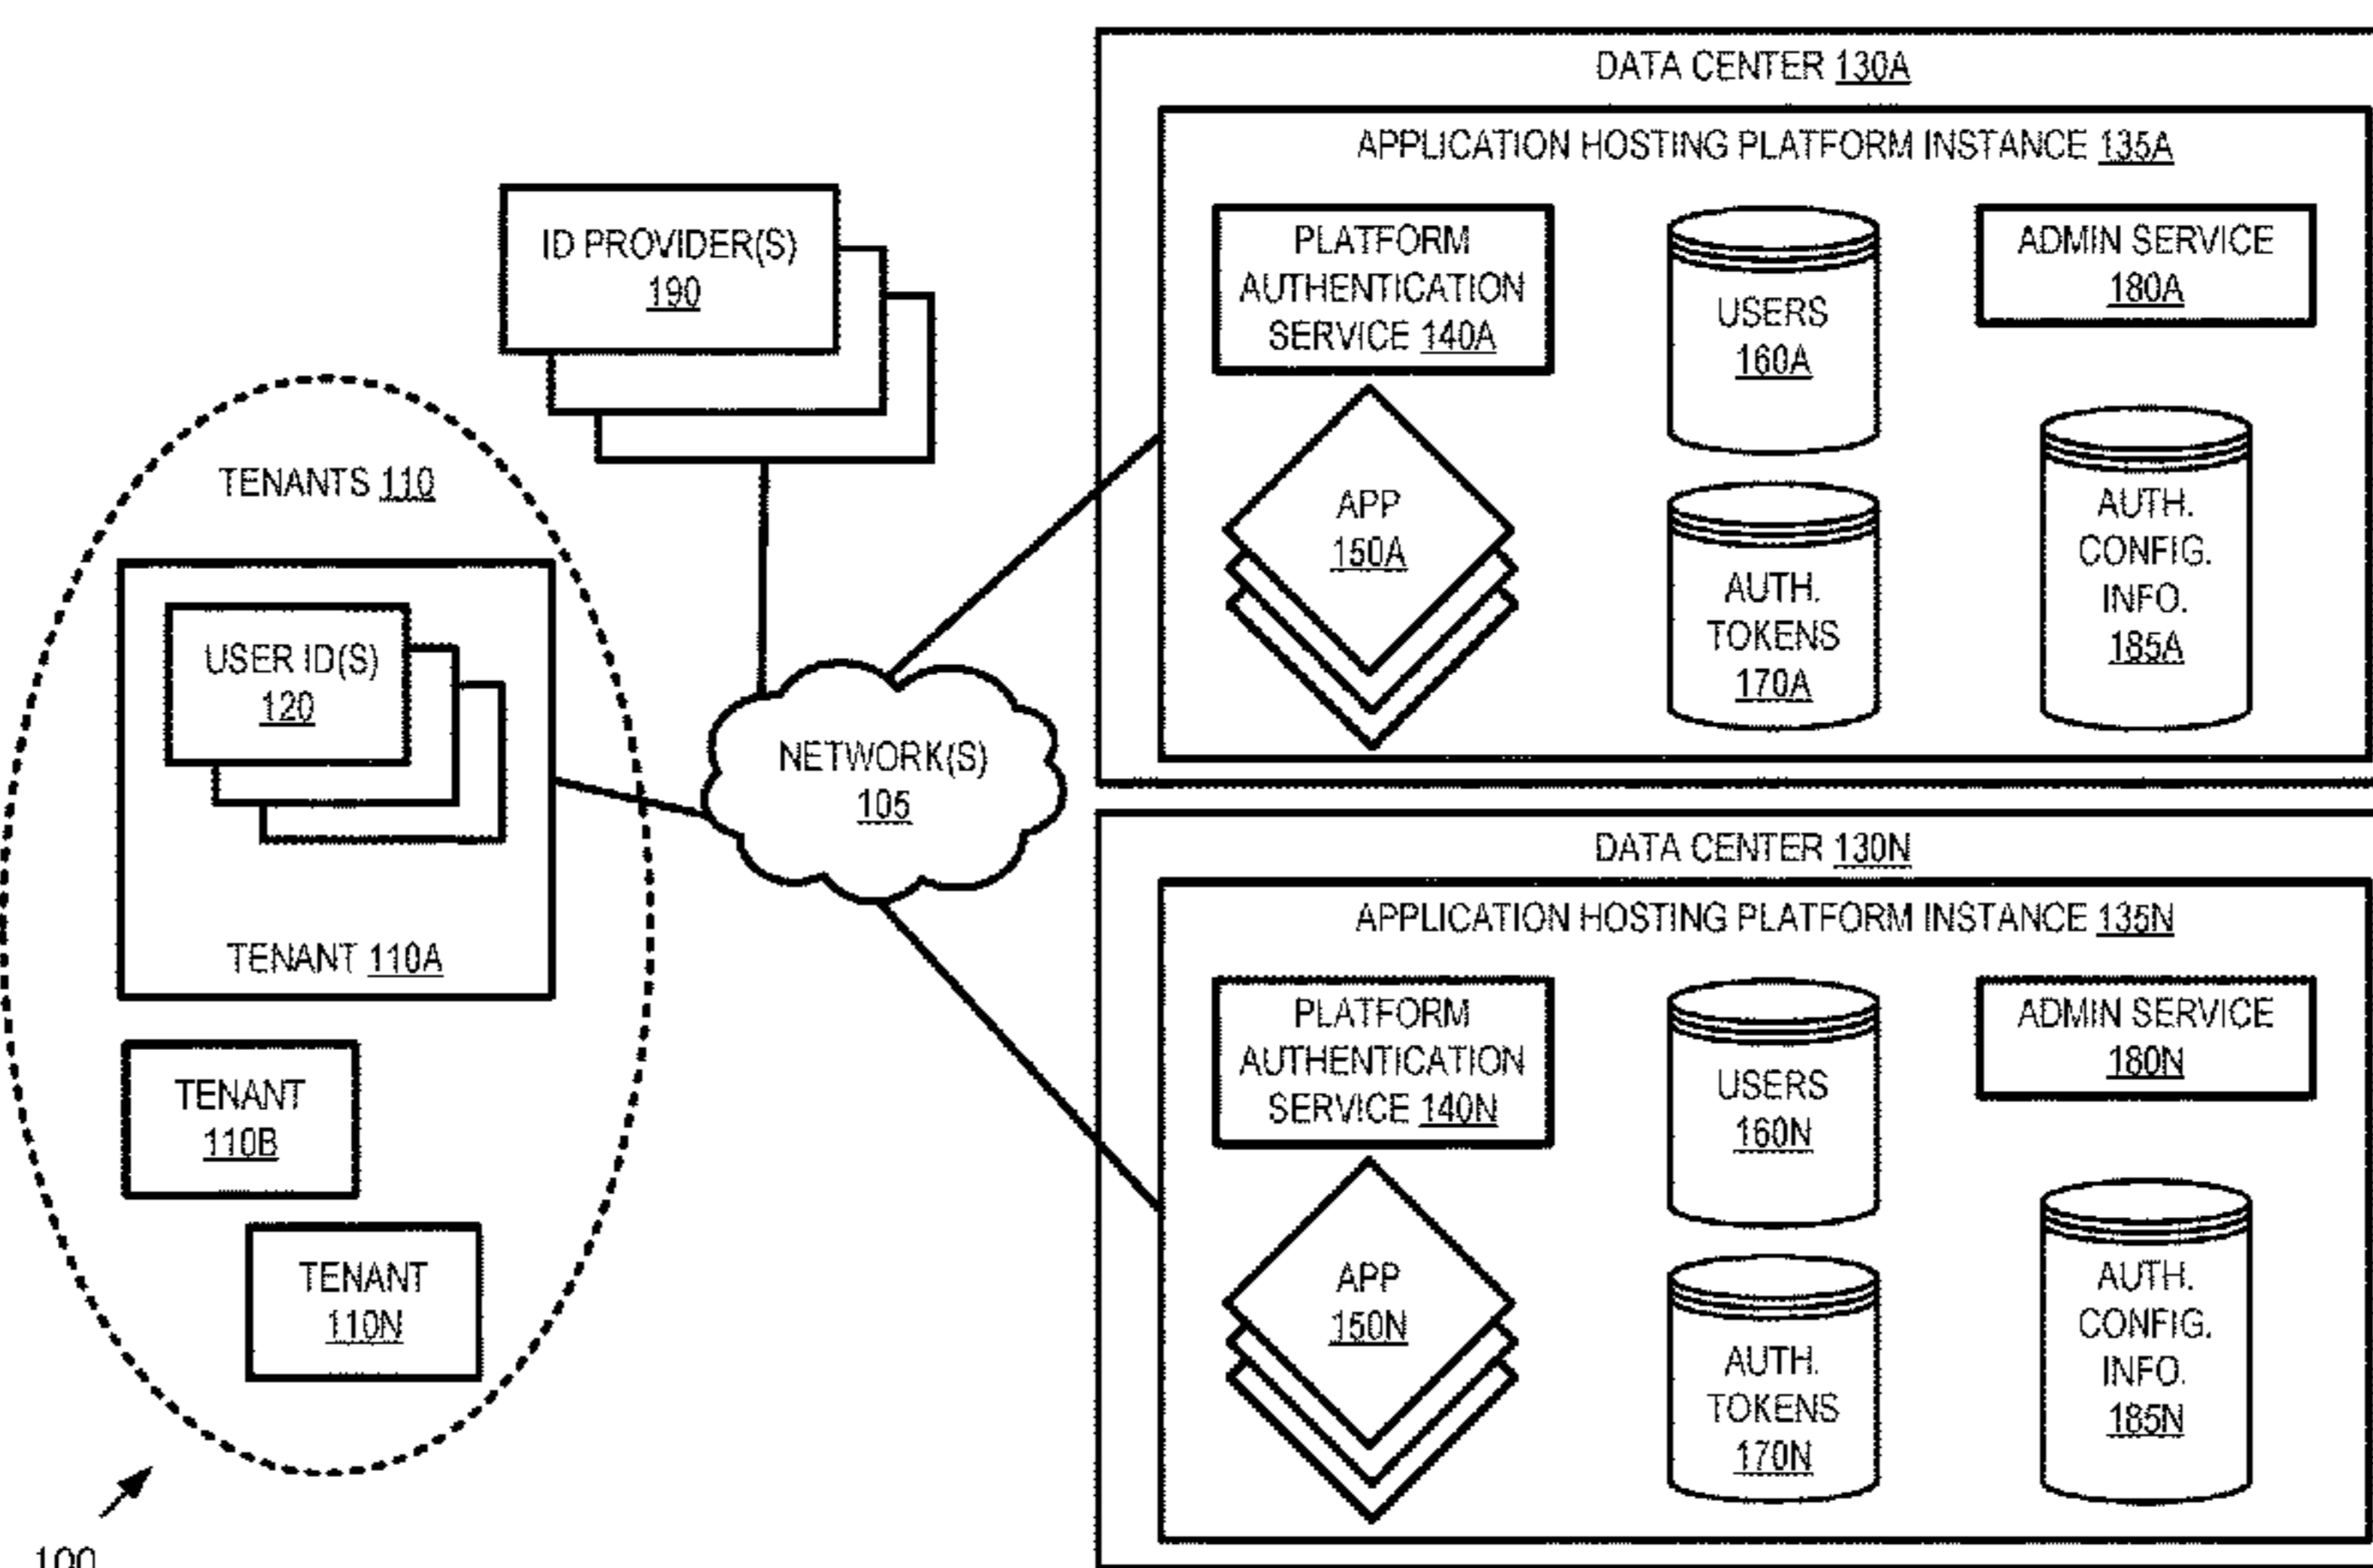 DATA CENTER 130A
APPLICATION HOSTING PLATFORM INSTANCE 135A
PLATFORM
AUTHENTICATION
SERVICE 140A
USERS
160A
ADMIN SERVICE
180A
APP
150A
AUTH.
TOKENS
170A
AUTH.
CONFIG.
INFO.
185A
ID PROVIDER(S)
190
TENANTS 110
USER ID(S)
120
TENANT 110A
TENANT
110B
TENANT
110N
NETWORK(S)
105
DATA CENTER 130N
APPLICATION HOSTING PLATFORM INSTANCE 135N
PLATFORM
AUTHENTICATION
SERVICE 140N
USERS
160N
ADMIN SERVICE
180N
APP
150N
AUTH.
TOKENS
170N
AUTH.
CONFIG.
INFO.
185N
100